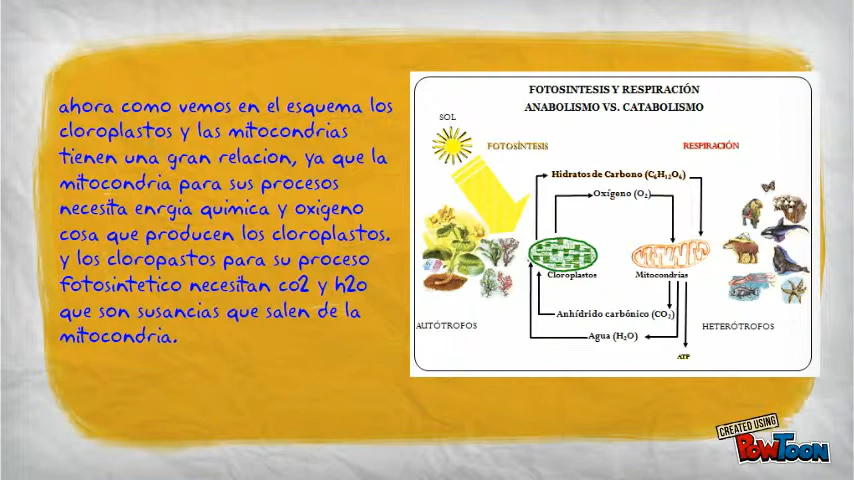 ahora como vemos en el esquema los
cloroplastos y las mitocondrias
tienen una gran relacion, ya que la
mitocondria para sus procesos
necesita enrgia quimica y oxigeno
cosa que producen los cloroplastos.
y los cloropastos para su proceso
fotosintetico necesitan co2 y h2o
que son susancias que salen de la
mitocondria.
FOTOSINTESIS Y RESPIRACIÓN
ANABOLISMO VS. CATABOLISMO
SOL
FOTOSÍNTESIS
RESPIRACIÓN
Hidratos de Carbono (C₆H₁₂O₆)
Oxígeno (O₂)
Cloroplastos
Mitocondrias
Anhídrido carbónico (CO₂)
AUTÓTROFOS
HETERÓTROFOS
Agua (H₂O)
ATP
CREATED USING
POWTOON